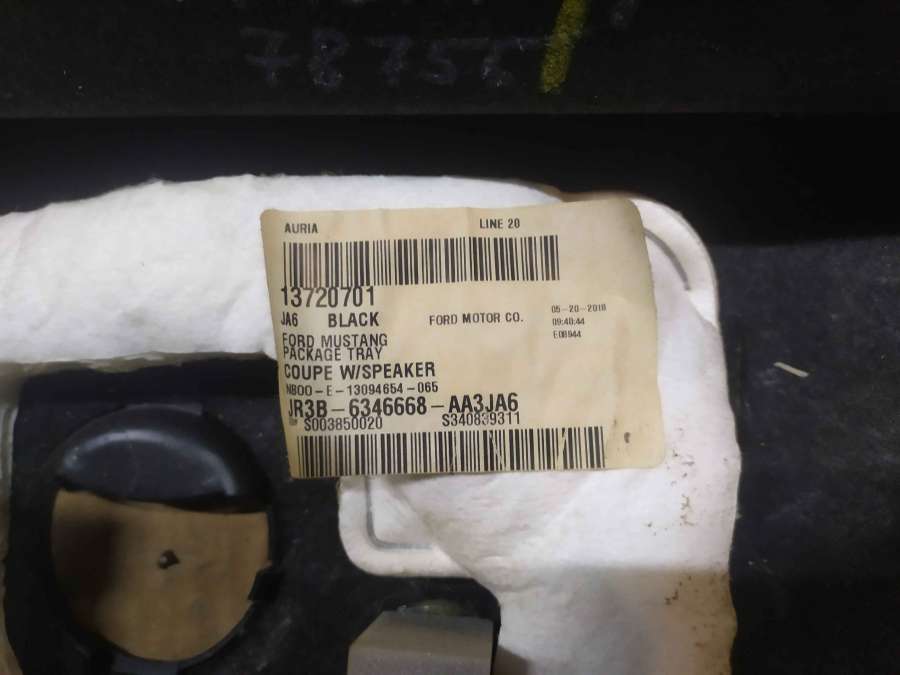 78755
AURIA LINE 20
13720701
JA6 BLACK FORD MOTOR CO.
05-20-2018
09:40:44
E08944
FORD MUSTANG
PACKAGE TRAY
COUPE W/SPEAKER
N800-E-13094654-065
JR3B-6346668-AA3JA6
S003850020 S340839311